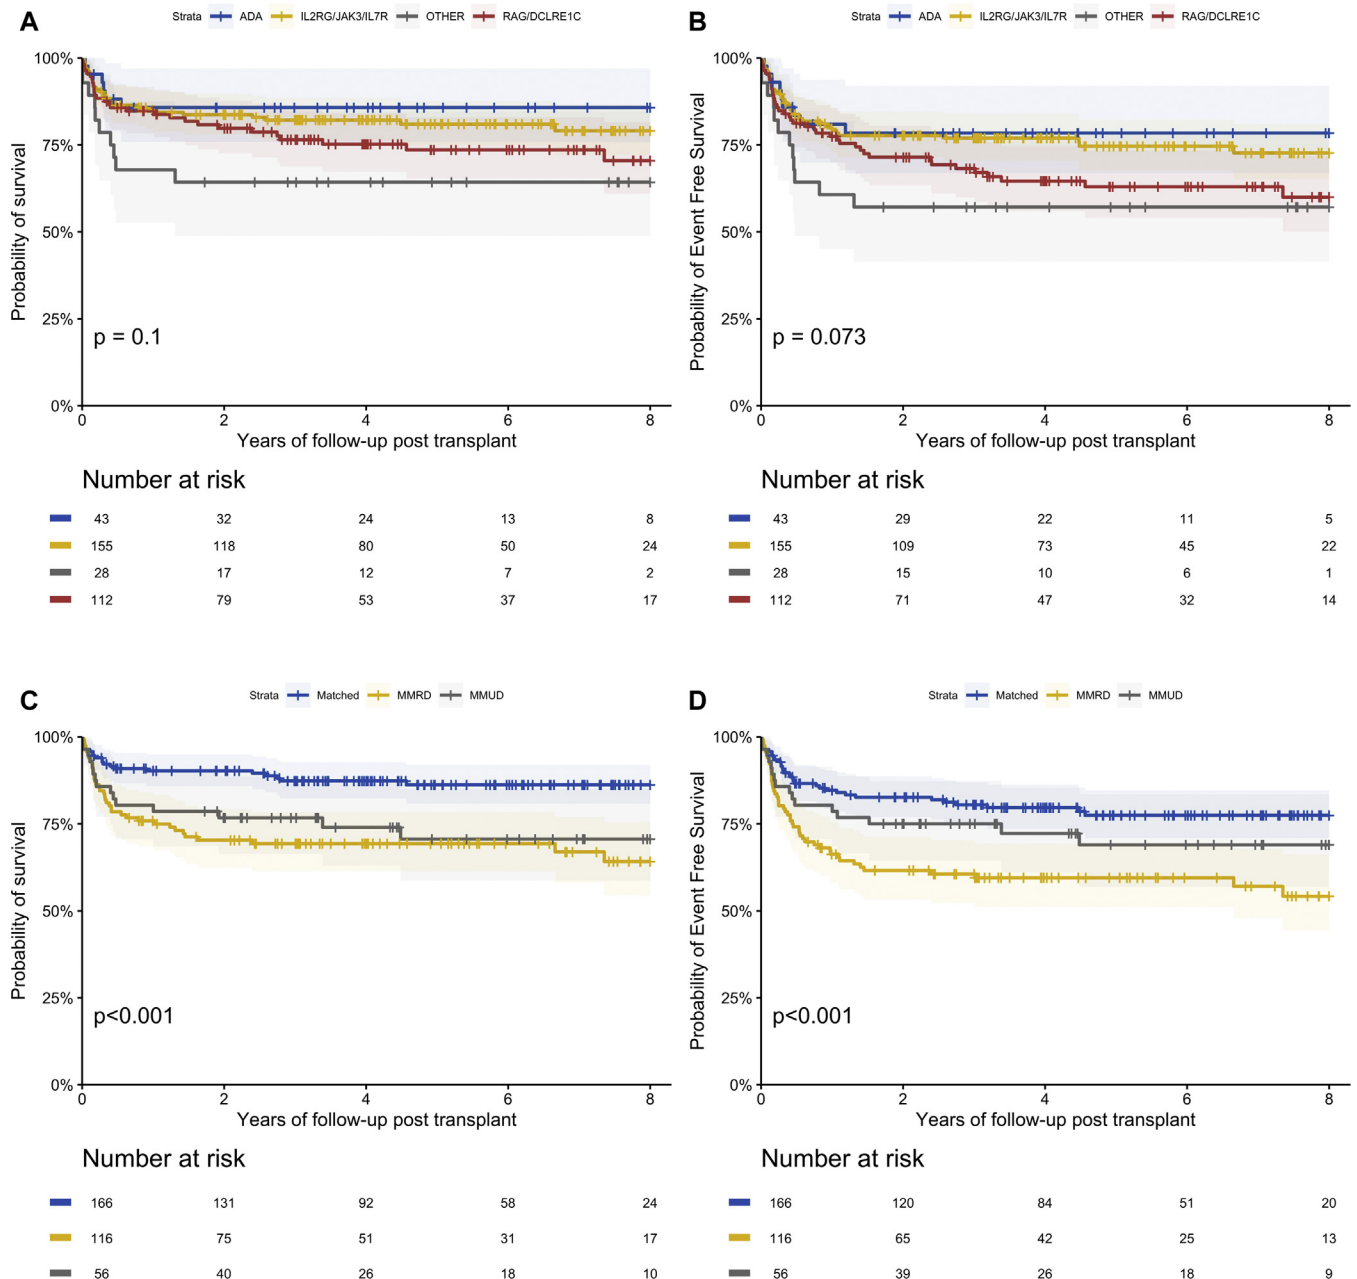 A
Strata ADA IL2RG/JAK3/IL7R OTHER RAG/DCLRE1C
100%
75%
50%
25%
0%
Probability of survival
p = 0.1
0 2 4 6 8
Years of follow-up post transplant
Number at risk
43 32 24 13 8
155 118 80 50 24
28 17 12 7 2
112 79 53 37 17
B
Strata ADA IL2RG/JAK3/IL7R OTHER RAG/DCLRE1C
100%
75%
50%
25%
0%
Probability of Event Free Survival
p = 0.073
0 2 4 6 8
Years of follow-up post transplant
Number at risk
43 29 22 11 5
155 109 73 45 22
28 15 10 6 1
112 71 47 32 14
C
Strata Matched MMRD MMUD
100%
75%
50%
25%
0%
Probability of survival
p<0.001
0 2 4 6 8
Years of follow-up post transplant
Number at risk
166 131 92 58 24
116 75 51 31 17
56 40 26 18 10
D
Strata Matched MMRD MMUD
100%
75%
50%
25%
0%
Probability of Event Free Survival
p<0.001
0 2 4 6 8
Years of follow-up post transplant
Number at risk
166 120 84 51 20
116 65 42 25 13
56 39 26 18 9